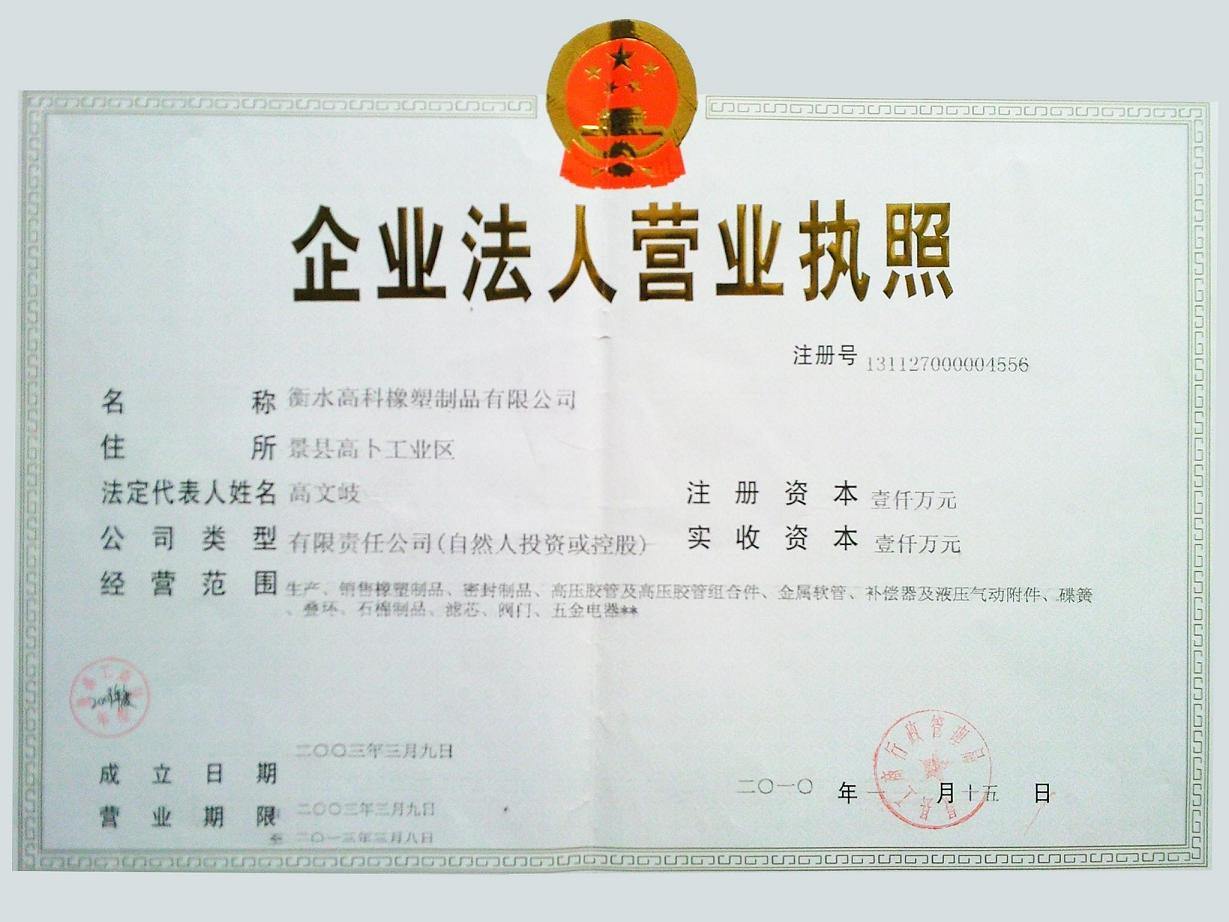 企业法人营业执照
注册号 131127000004556
名称 衡水高科橡塑制品有限公司
住所 景县高卜工业区
法定代表人姓名 高文岐 注册资本 壹仟万元
公司类型 有限责任公司(自然人投资或控股) 实收资本 壹仟万元
经营范围 生产、销售橡塑制品、密封制品、高压胶管及高压胶管组合件、金属软管、补偿器及液压气动附件、碟簧
、叠环、石棉制品、滤芯、阀门、五金电器**
成立日期 二〇〇三年三月九日
营业期限 二〇〇三年三月九日
至 二〇一三年三月八日
二〇一〇 年 一 月 十五 日
景县工商行政管理局